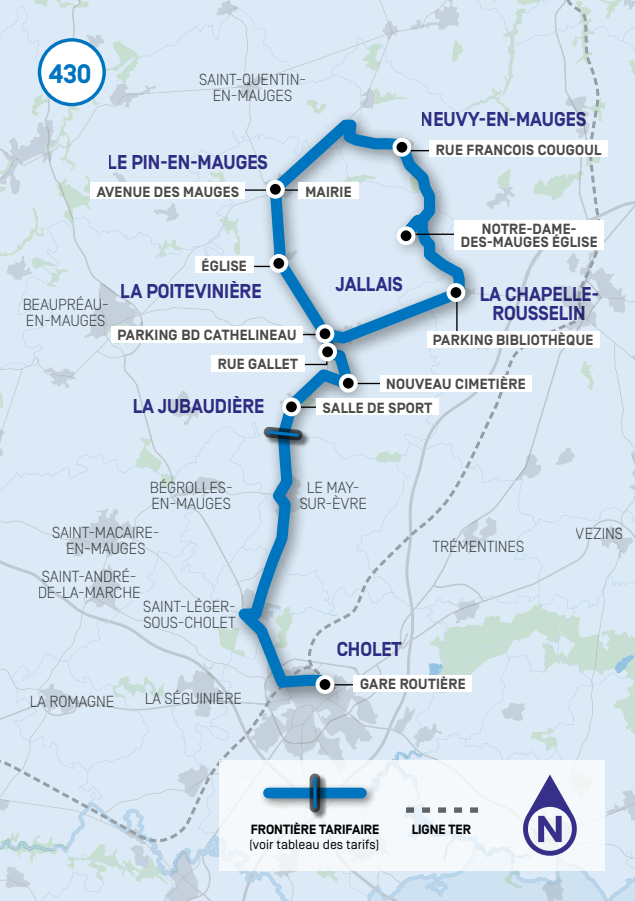 430
SAINT-QUENTIN-
EN-MAUGES
NEUVY-EN-MAUGES
RUE FRANCOIS COUGOUL
LE PIN-EN-MAUGES
AVENUE DES MAUGES
MAIRIE
NOTRE-DAME-
DES-MAUGES ÉGLISE
ÉGLISE
LA POITEVINIÈRE
JALLAIS
LA CHAPELLE-
ROUSSELIN
BEAUPRÉAU-
EN-MAUGES
PARKING BD CATHELINEAU
PARKING BIBLIOTHÈQUE
RUE GALLET
NOUVEAU CIMETIÈRE
LA JUBAUDIÈRE
SALLE DE SPORT
BÉGROLLES-
EN-MAUGES
LE MAY-
SUR-ÈVRE
SAINT-MACAIRE-
EN-MAUGES
TRÉMENTINES
VEZINS
SAINT-ANDRÉ-
DE-LA-MARCHE
SAINT-LÉGER-
SOUS-CHOLET
CHOLET
GARE ROUTIÈRE
LA ROMAGNE
LA SÉGUINIÈRE
FRONTIÈRE TARIFAIRE
(voir tableau des tarifs)
LIGNE TER
N